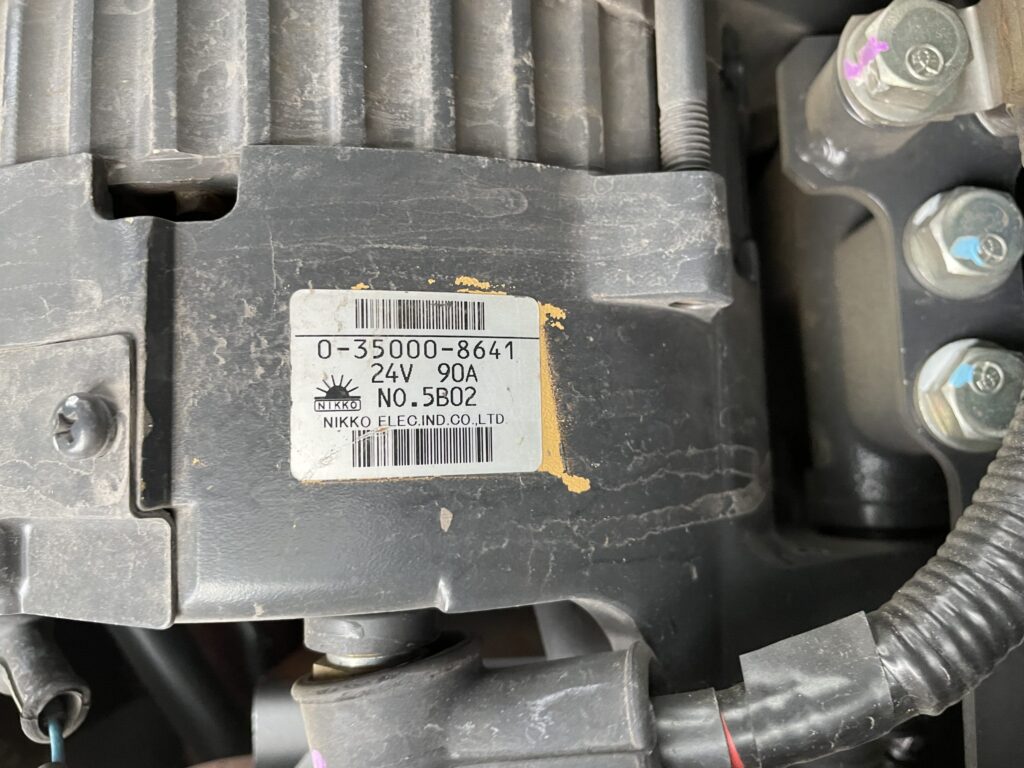 0-35000-8641
24V 90A
NIKKO
NO.5B02
NIKKO ELEC.IND.CO.,LTD